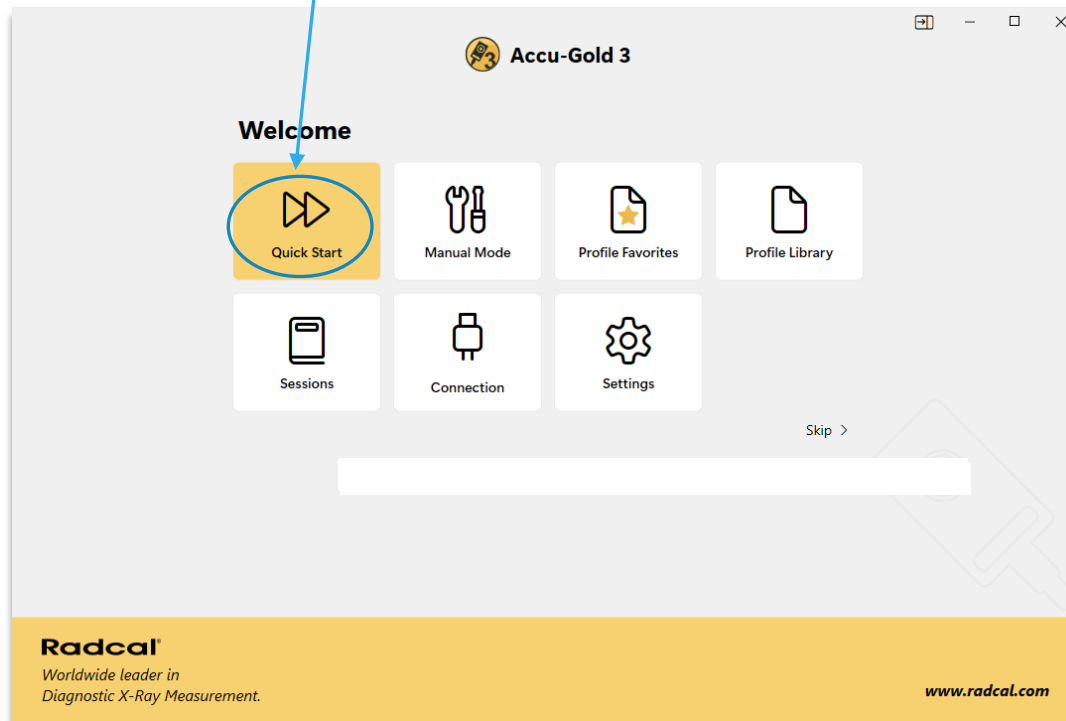 Accu-Gold 3
Welcome
Quick Start
Manual Mode
Profile Favorites
Profile Library
Sessions
Connection
Settings
Skip >
Radcal®
Worldwide leader in
Diagnostic X-Ray Measurement.
www.radcal.com